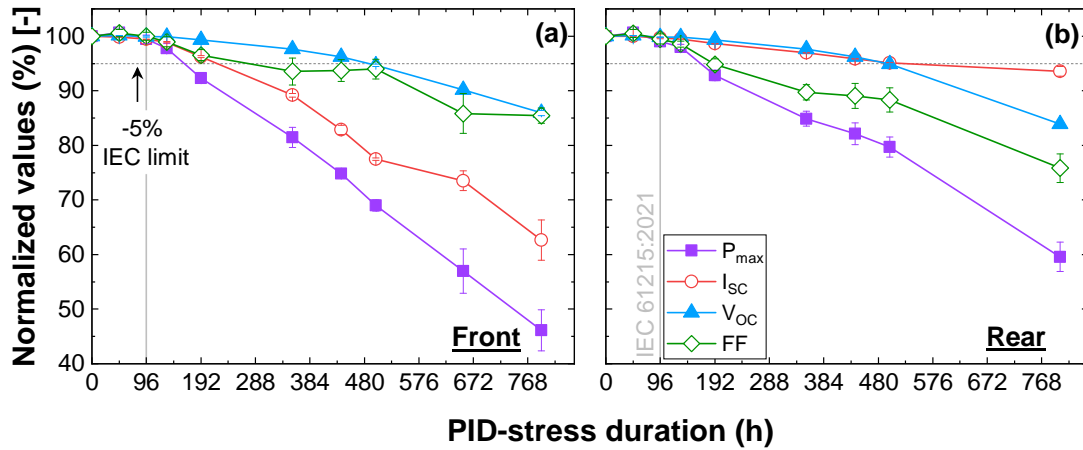 Normalized values (%) [-]
100
90
80
70
60
50
40
(a)
-5%
IEC limit
Front
0 96 192 288 384 480 576 672 768
(b)
IEC 61215:2021
Pmax
ISC
VOC
FF
Rear
0 96 192 288 384 480 576 672 768
PID-stress duration (h)